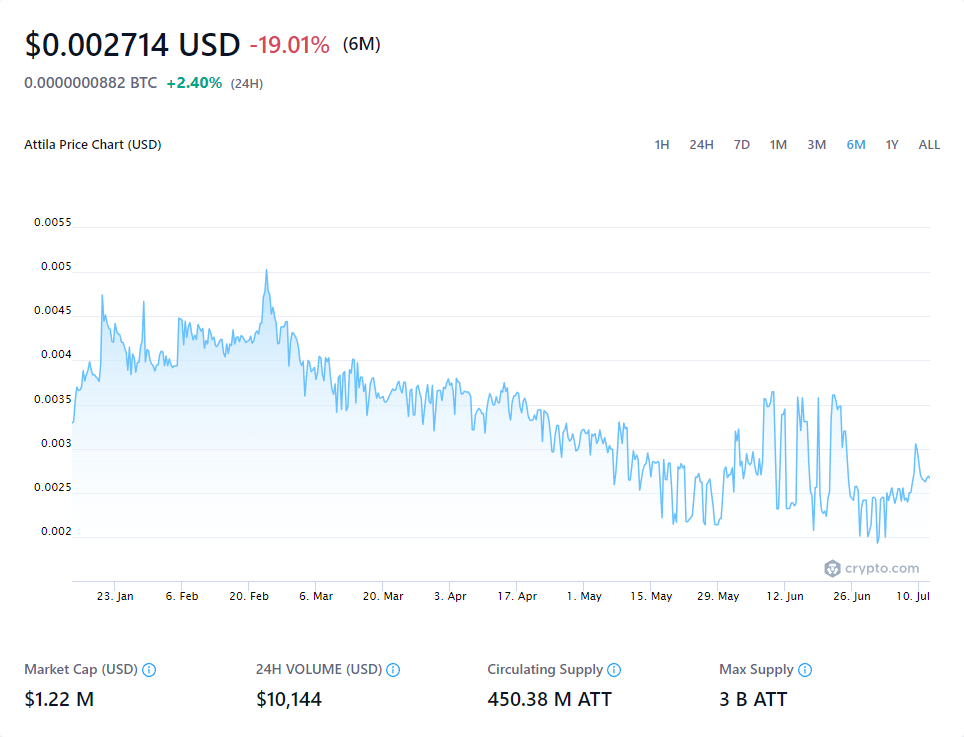 $0.002714 USD -19.01% (6M)
0.0000000882 BTC +2.40% (24H)
Attila Price Chart (USD) 1H 24H 7D 1M 3M 6M 1Y ALL
0.0055
0.005
0.0045
0.004
0.0035
0.003
0.0025
0.002
crypto.com
23. Jan 6. Feb 20. Feb 6. Mar 20. Mar 3. Apr 17. Apr 1. May 15. May 29. May 12. Jun 26. Jun 10. Jul
Market Cap (USD) 24H VOLUME (USD) Circulating Supply Max Supply
$1.22 M $10,144 450.38 M ATT 3 B ATT